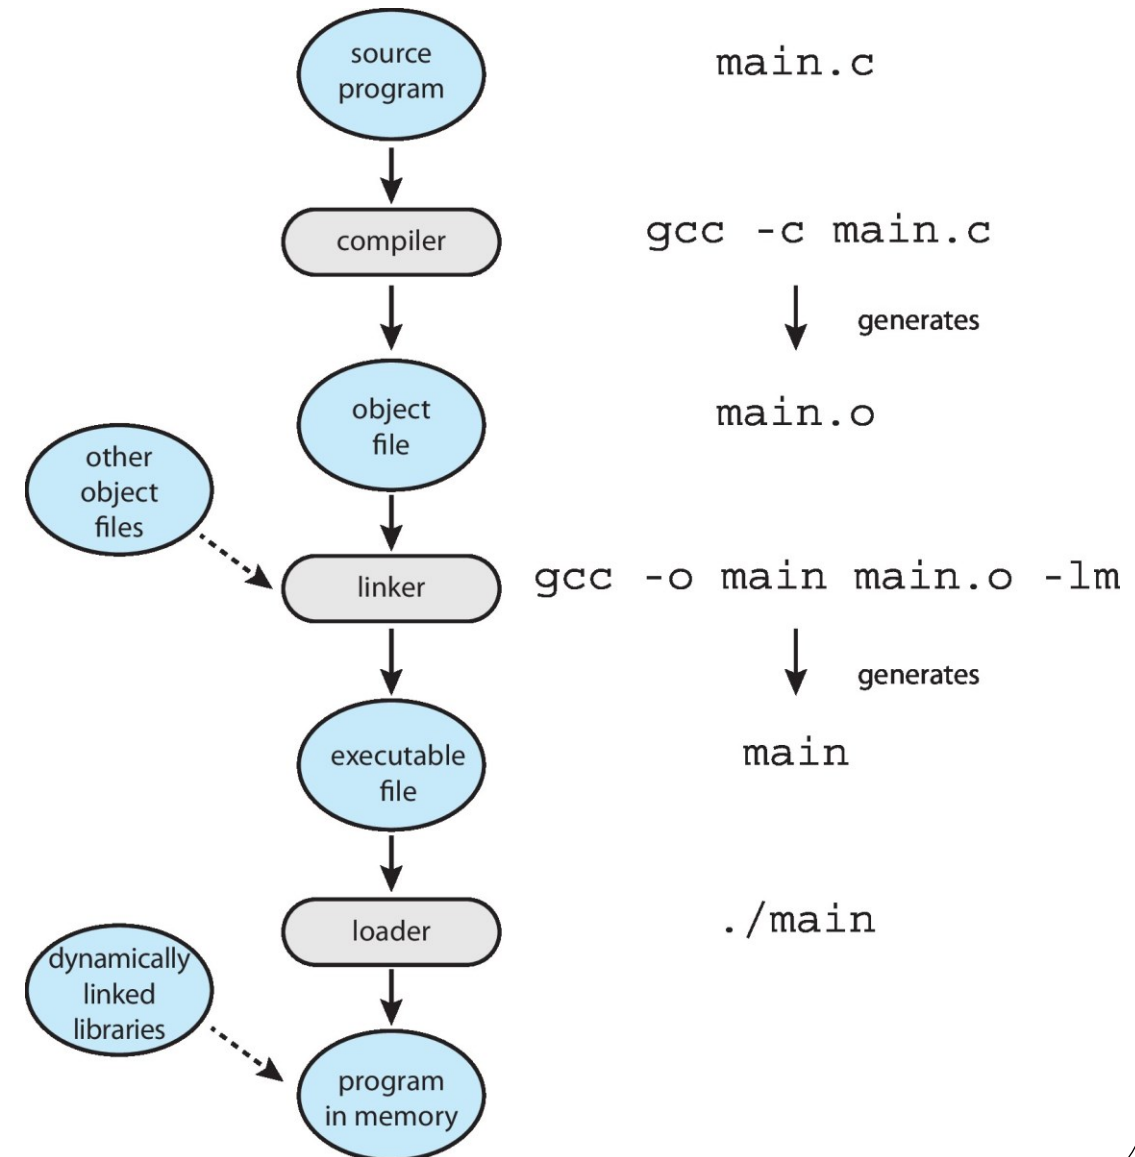 source
program
main.c
compiler
gcc -c main.c
generates
object
file
main.o
other
object
files
linker
gcc -o main main.o -lm
generates
executable
file
main
loader
./main
dynamically
linked
libraries
program
in memory